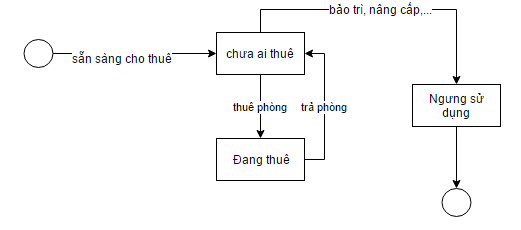 bảo trì, nâng cấp,...
sẵn sàng cho thuê
chưa ai thuê
thuê phòng
trả phòng
Ngưng sử
dụng
Đang thuê